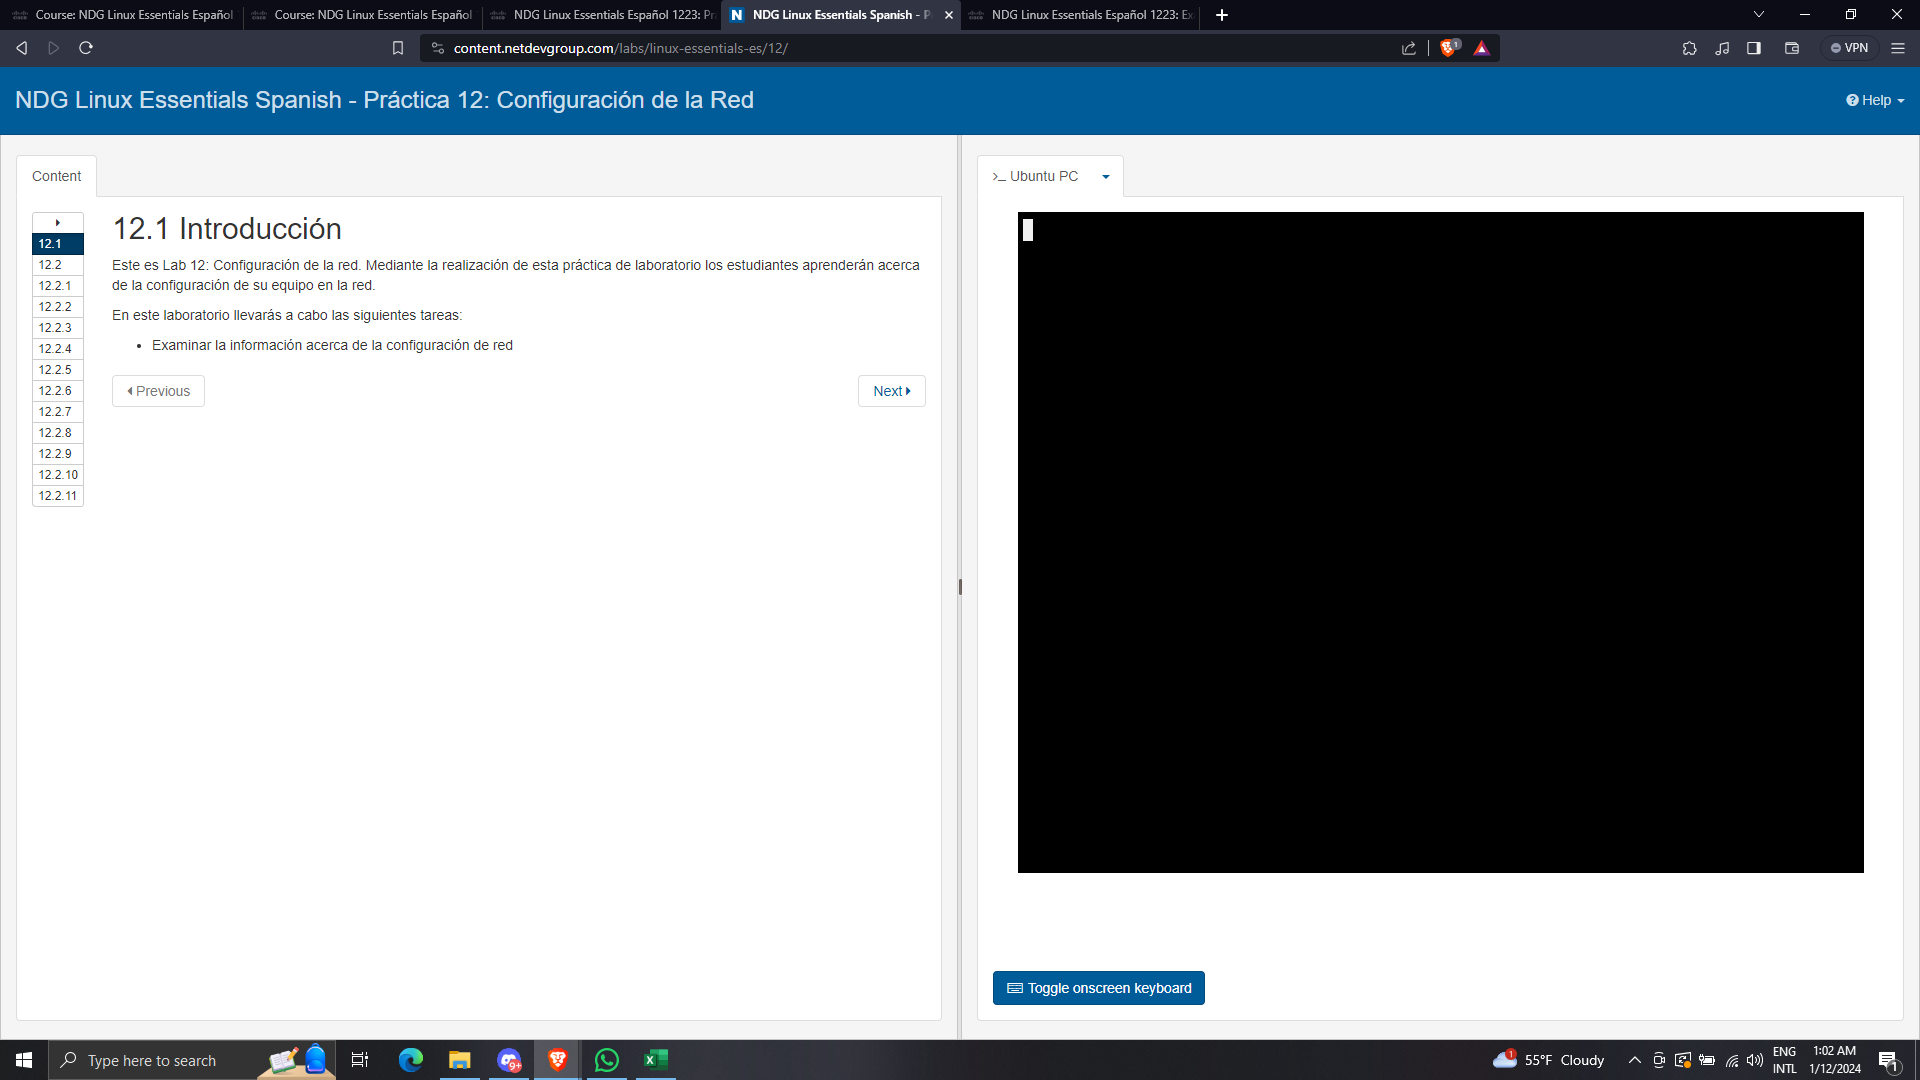 Course: NDG Linux Essentials Español
Course: NDG Linux Essentials Español
NDG Linux Essentials Español 1223: Pr
N NDG Linux Essentials Spanish - P
NDG Linux Essentials Español 1223: Ex
content.netdevgroup.com/labs/linux-essentials-es/12/
1
VPN
NDG Linux Essentials Spanish - Práctica 12: Configuración de la Red
Help
Content
12.1
12.2
12.2.1
12.2.2
12.2.3
12.2.4
12.2.5
12.2.6
12.2.7
12.2.8
12.2.9
12.2.10
12.2.11
12.1 Introducción
Este es Lab 12: Configuración de la red. Mediante la realización de esta práctica de laboratorio los estudiantes aprenderán acerca
de la configuración de su equipo en la red.
En este laboratorio llevarás a cabo las siguientes tareas:
• Examinar la información acerca de la configuración de red
Previous
Next
>_ Ubuntu PC
Toggle onscreen keyboard
Type here to search
9+
1
55°F Cloudy
ENG
INTL
1:02 AM
1/12/2024
1